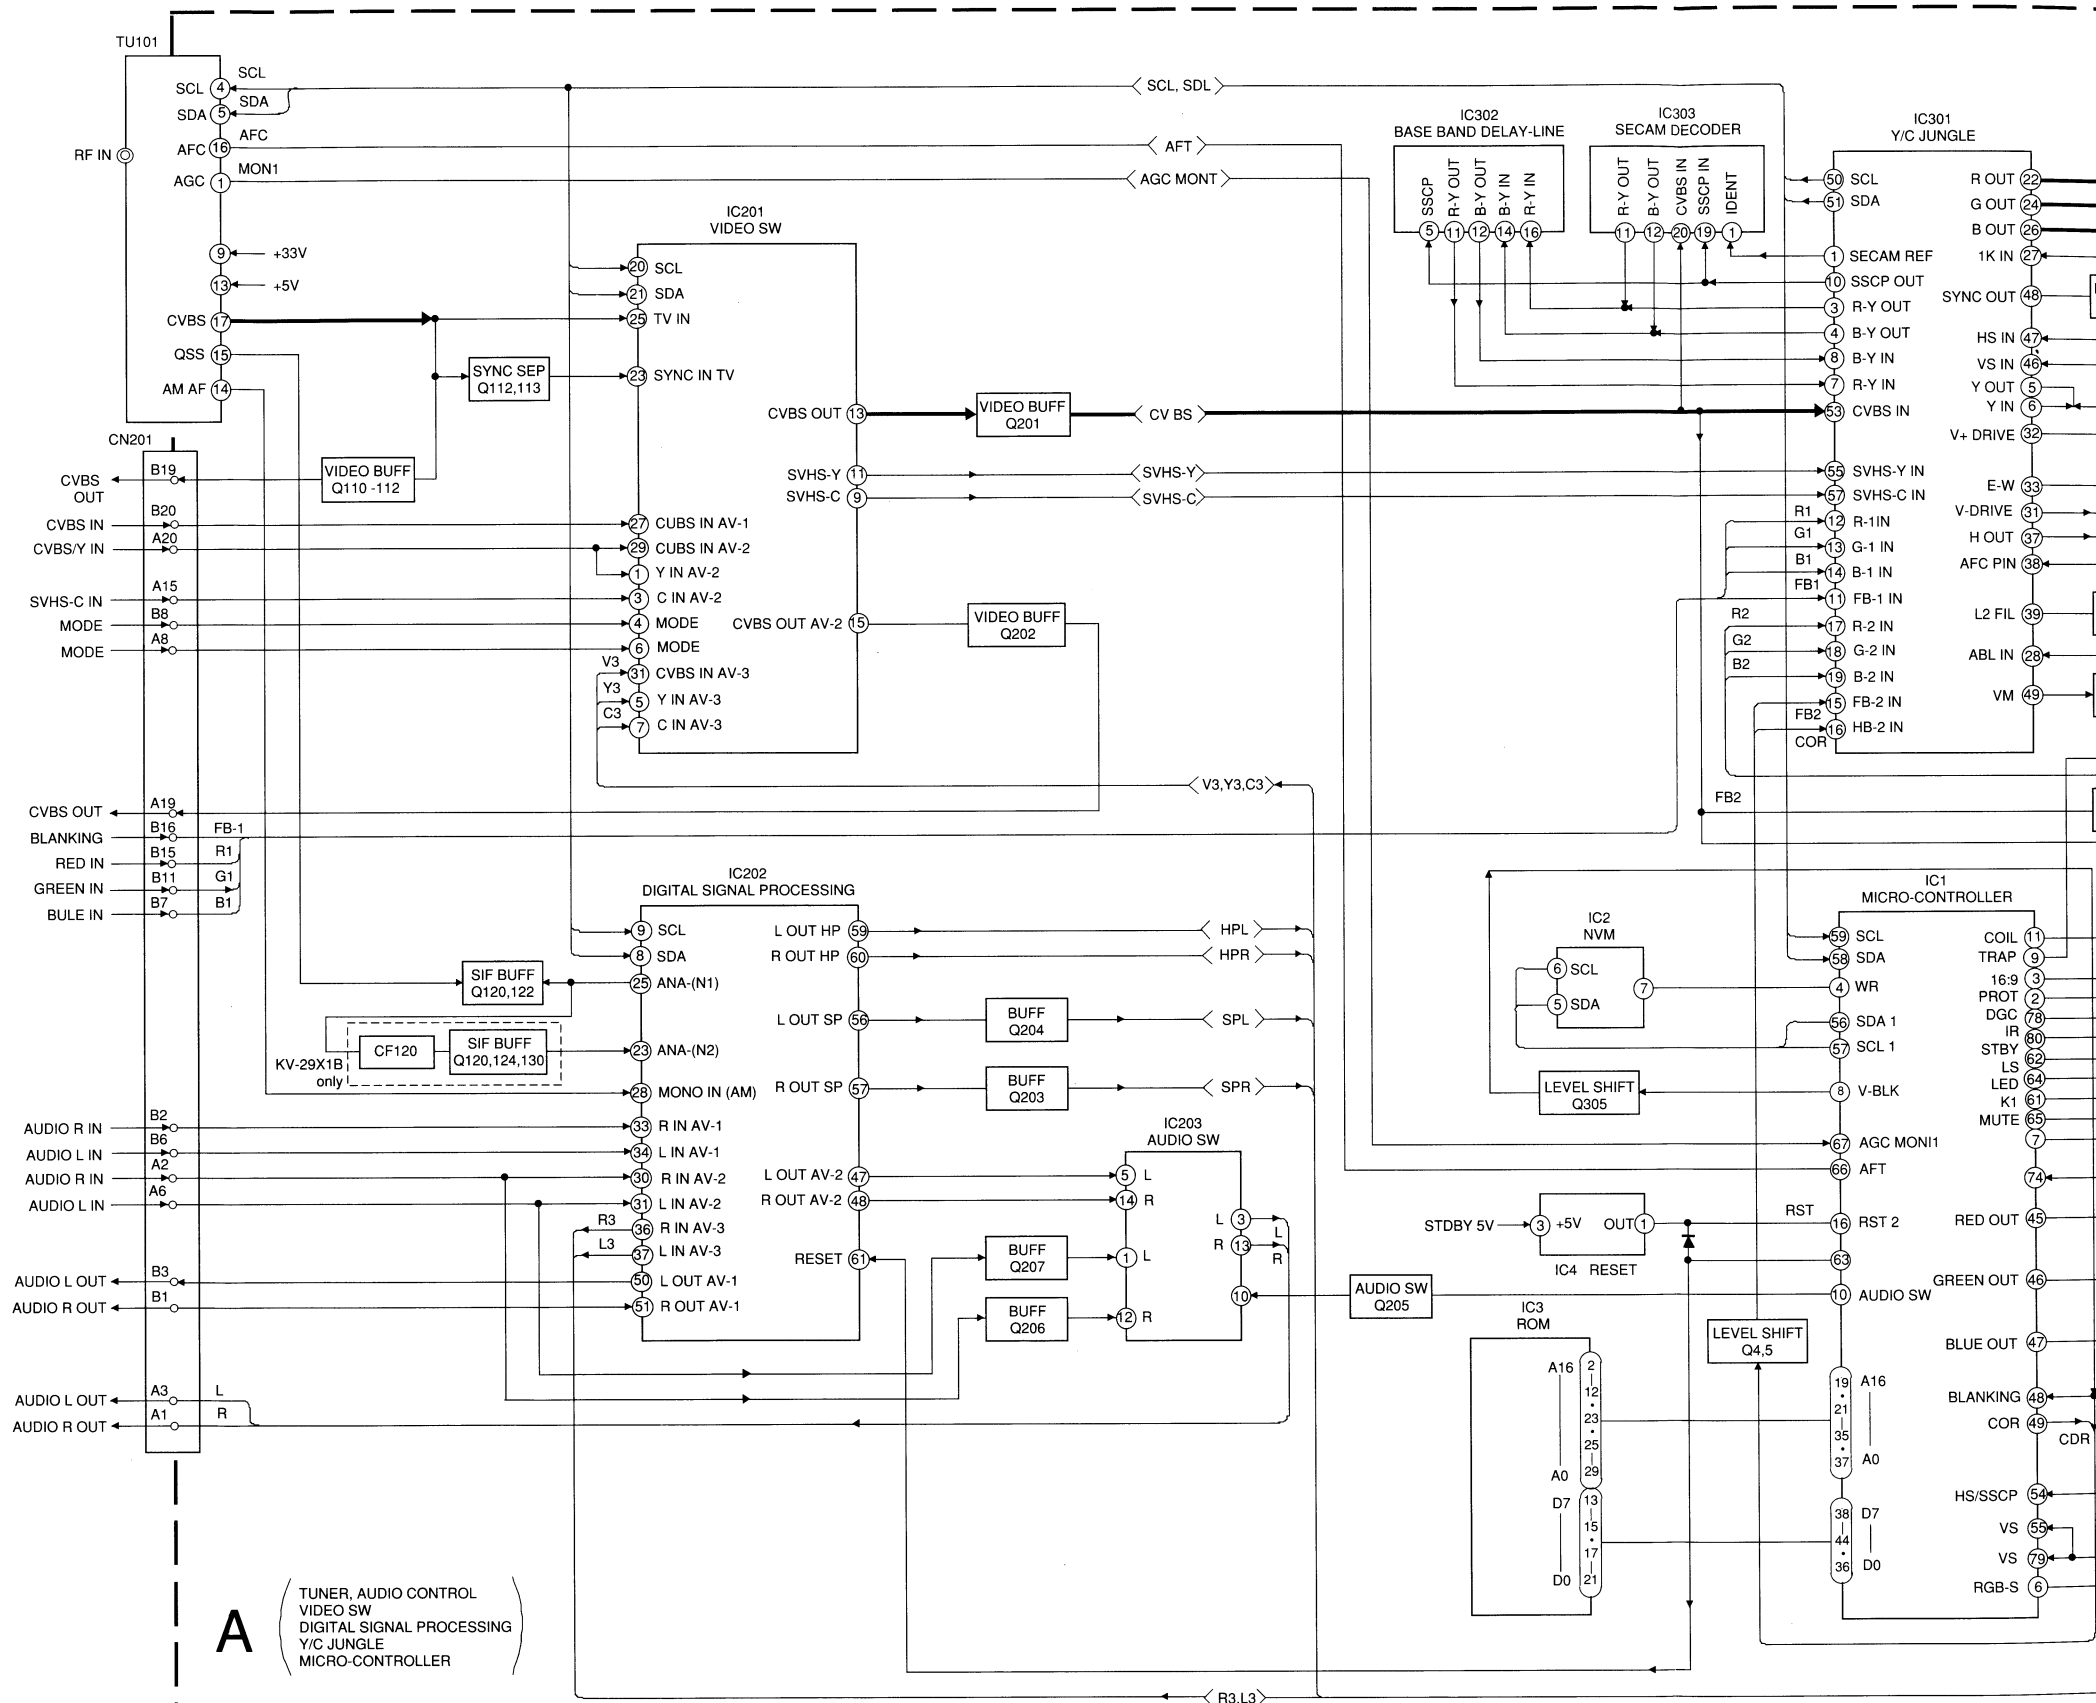 TU101
SCL 4 SCL
SDA 5 SDA
AFC 16 AFC
RF IN
AGC 1 MON1
9 +33V
13 +5V
CVBS 17
QSS 15
AM AF 14
SCL, SDL
AFT
AGC MONT
SYNC SEP
Q112,113
CN201
CVBS
OUT
B19
VIDEO BUFF
Q110 -112
CVBS IN B20
CVBS/Y IN A20
SVHS-C IN A15
MODE B8
MODE A8
CVBS OUT A19
BLANKING B16 FB-1
RED IN B15 R1
GREEN IN B11 G1
BULE IN B7 B1
AUDIO R IN B2
AUDIO L IN B6
AUDIO R IN A2
AUDIO L IN A6
AUDIO L OUT B3
AUDIO R OUT B1
AUDIO L OUT A3 L
AUDIO R OUT A1 R
IC201
VIDEO SW
20 SCL
21 SDA
25 TV IN
23 SYNC IN TV
27 CUBS IN AV-1
29 CUBS IN AV-2
1 Y IN AV-2
3 C IN AV-2
4 MODE
6 MODE
V3 31 CVBS IN AV-3
Y3 5 Y IN AV-3
C3 7 C IN AV-3
CVBS OUT 13
SVHS-Y 11
SVHS-C 9
CVBS OUT AV-2 15
VIDEO BUFF
Q201
CV BS
SVHS-Y
SVHS-C
VIDEO BUFF
Q202
V3,Y3,C3
IC202
DIGITAL SIGNAL PROCESSING
9 SCL
8 SDA
25 ANA-(N1)
23 ANA-(N2)
28 MONO IN (AM)
33 R IN AV-1
34 L IN AV-1
30 R IN AV-2
31 L IN AV-2
R3 36 R IN AV-3
L3 37 L IN AV-3
50 L OUT AV-1
51 R OUT AV-1
L OUT HP 59
R OUT HP 60
L OUT SP 56
R OUT SP 57
L OUT AV-2 47
R OUT AV-2 48
RESET 61
SIF BUFF
Q120,122
CF120
SIF BUFF
Q120,124,130
KV-29X1B
only
HPL
HPR
BUFF
Q204
SPL
BUFF
Q203
SPR
IC203
AUDIO SW
5 L
14 R
1 L
12 R
L 3
R 13
10
L
R
BUFF
Q207
BUFF
Q206
AUDIO SW
Q205
R3,L3
IC302
BASE BAND DELAY-LINE
SSCP
R-Y OUT
B-Y OUT
B-Y IN
R-Y IN
5 11 12 14 16
IC303
SECAM DECODER
R-Y OUT
B-Y OUT
CVBS IN
SSCP IN
IDENT
11 12 20 19 1
IC301
Y/C JUNGLE
50 SCL
51 SDA
1 SECAM REF
10 SSCP OUT
3 R-Y OUT
4 B-Y OUT
8 B-Y IN
7 R-Y IN
53 CVBS IN
55 SVHS-Y IN
57 SVHS-C IN
R1 12 R-1IN
G1 13 G-1 IN
B1 14 B-1 IN
FB1 11 FB-1 IN
R2 17 R-2 IN
G2 18 G-2 IN
B2 19 B-2 IN
15 FB-2 IN
FB2 16 HB-2 IN
COR
FB2
R OUT 22
G OUT 24
B OUT 26
1K IN 27
SYNC OUT 48
HS IN 47
VS IN 46
Y OUT 5
Y IN 6
V+ DRIVE 32
E-W 33
V-DRIVE 31
H OUT 37
AFC PIN 38
L2 FIL 39
ABL IN 28
VM 49
IC2
NVM
6 SCL
5 SDA
7
LEVEL SHIFT
Q305
STDBY 5V
3 +5V OUT 1
IC4 RESET
RST
IC3
ROM
A16
A0
D7
D0
2
12
23
25
29
13
15
17
21
LEVEL SHIFT
Q4,5
IC1
MICRO-CONTROLLER
59 SCL
58 SDA
4 WR
56 SDA 1
57 SCL 1
8 V-BLK
67 AGC MONI1
66 AFT
16 RST 2
63
10 AUDIO SW
19 A16
21
35
37 A0
38 D7
44
36 D0
COIL 11
TRAP 9
16:9 3
PROT 2
DGC 78
IR 80
STBY 62
LS 64
LED 61
K1 65
MUTE 7
74
RED OUT 45
GREEN OUT 46
BLUE OUT 47
BLANKING 48
COR 49
CDR
HS/SSCP 54
VS 55
VS 79
RGB-S 6
A
TUNER, AUDIO CONTROL
VIDEO SW
DIGITAL SIGNAL PROCESSING
Y/C JUNGLE
MICRO-CONTROLLER